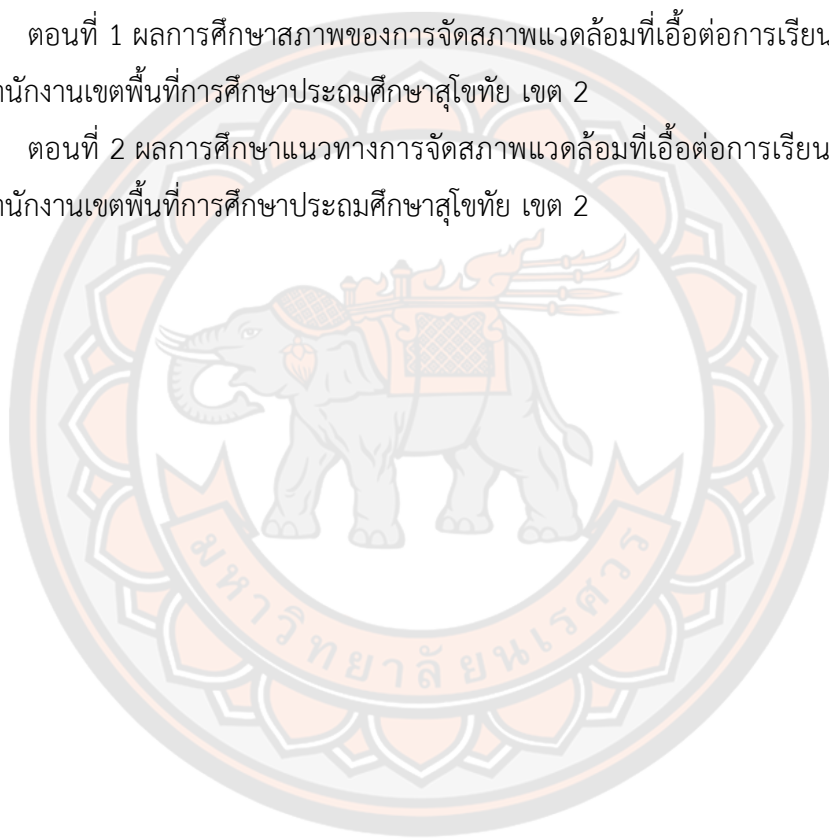 ตอนที่ 1 ผลการศึกษาสภาพของการจัดสภาพแวดล้อมที่เอื้อต่อการเรียน
นักงานเขตพื้นที่การศึกษาประถมศึกษาสุโขทัย เขต 2
ตอนที่ 2 ผลการศึกษาแนวทางการจัดสภาพแวดล้อมที่เอื้อต่อการเรียน
นักงานเขตพื้นที่การศึกษาประถมศึกษาสุโขทัย เขต 2
มหาวิทยาลัยนเรศวร